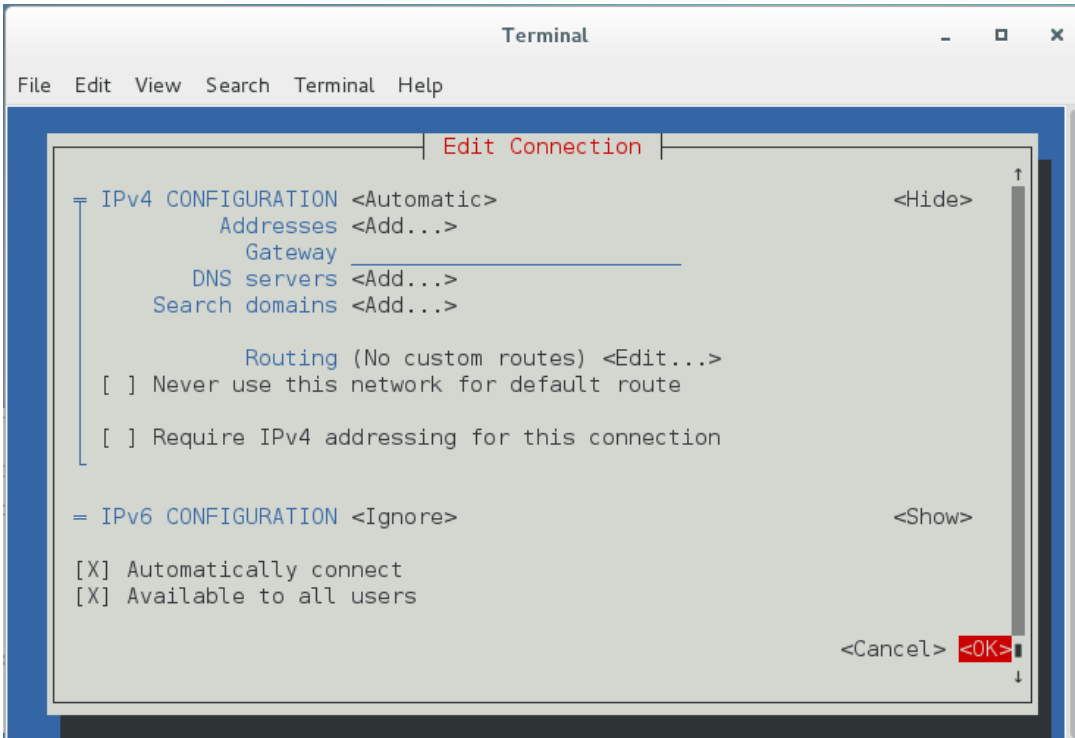 Terminal
File Edit View Search Terminal Help
Edit Connection
IPv4 CONFIGURATION <Automatic> <Hide>
Addresses <Add...>
Gateway
DNS servers <Add...>
Search domains <Add...>
Routing (No custom routes) <Edit...>
[ ] Never use this network for default route
[ ] Require IPv4 addressing for this connection
IPv6 CONFIGURATION <Ignore> <Show>
[X] Automatically connect
[X] Available to all users
<Cancel> <OK>